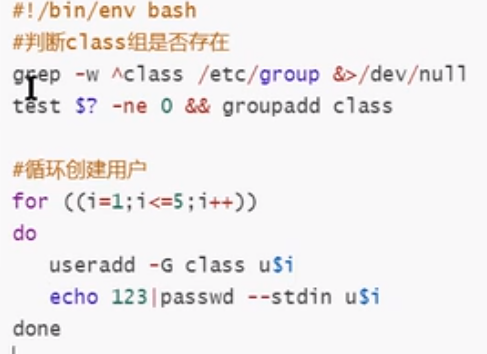 #!/bin/env bash
#判断class组是否存在
grep -w ^class /etc/group &>/dev/null
test $? -ne 0 && groupadd class
#循环创建用户
for ((i=1;i<=5;i++))
do
useradd -G class u$i
echo 123|passwd --stdin u$i
done